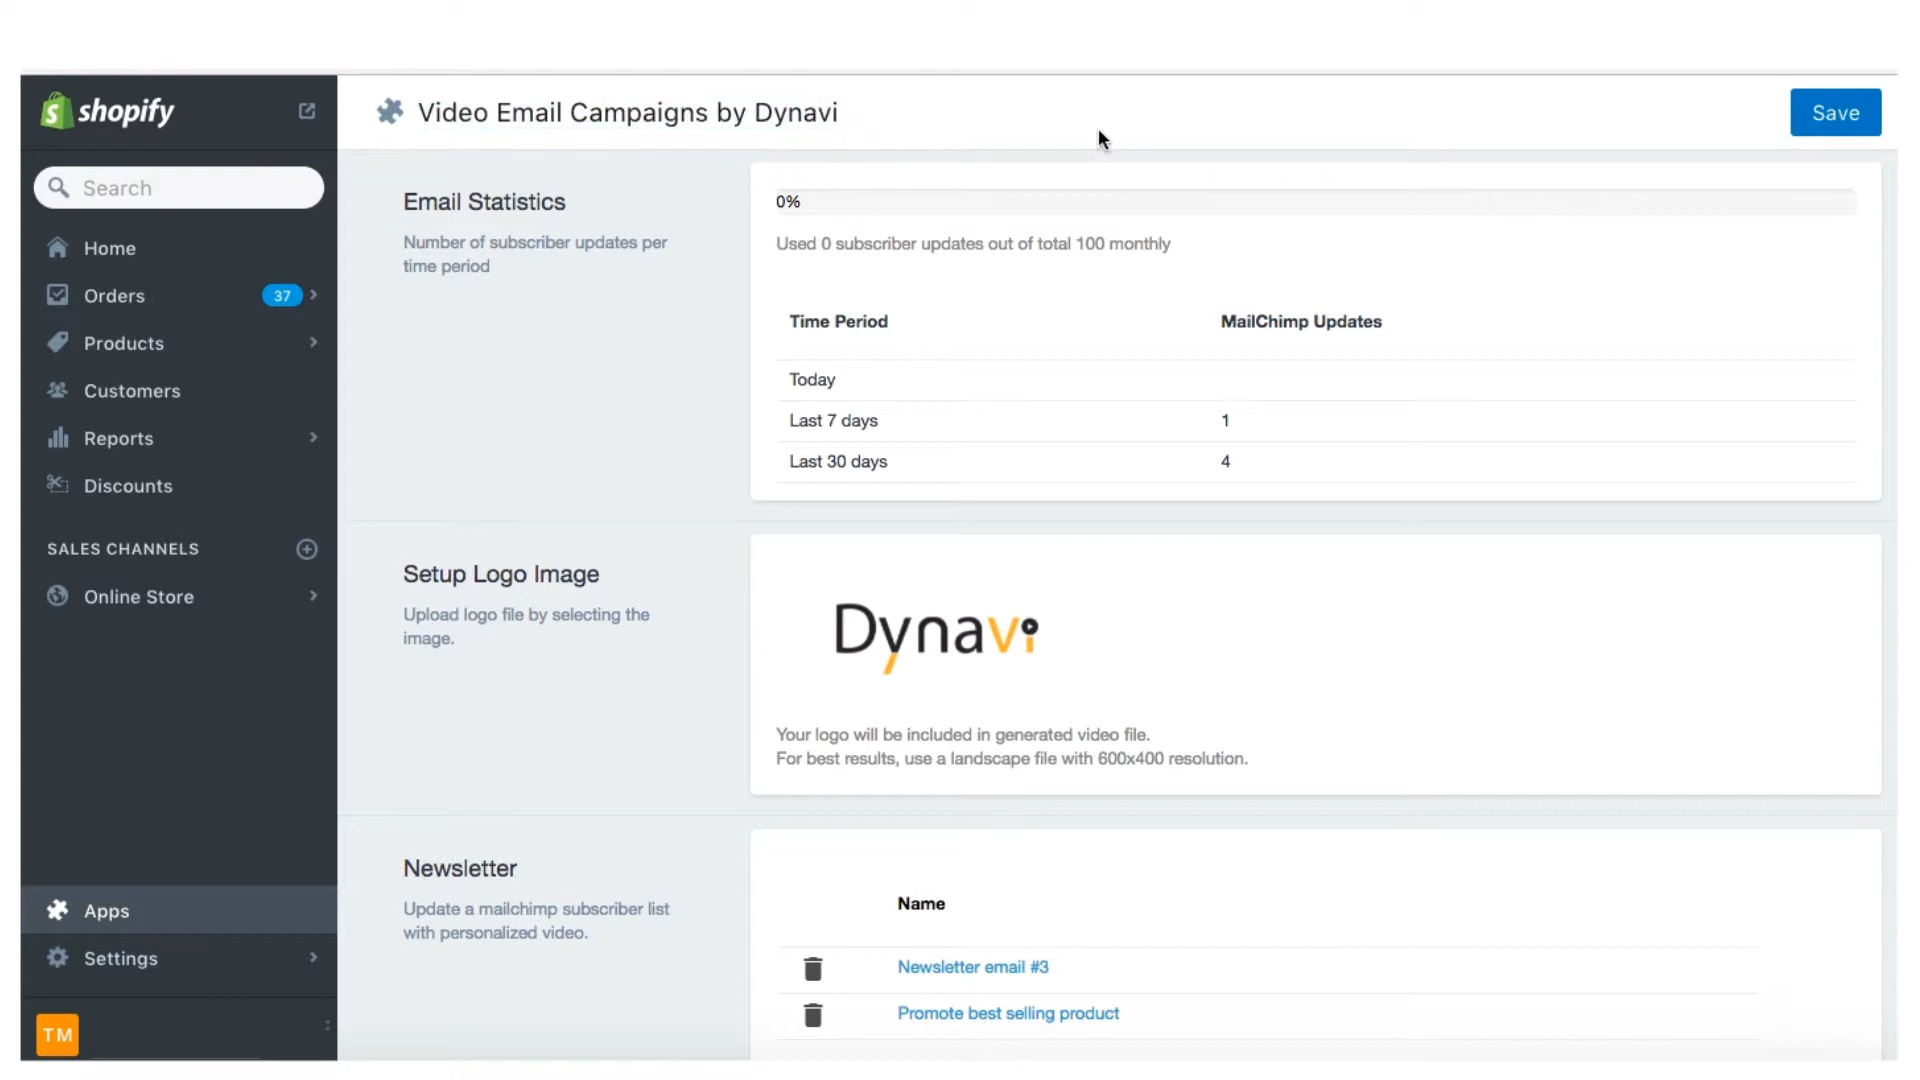 shopify
Video Email Campaigns by Dynavi
Save
Search
Home
Orders
37
Products
Customers
Reports
Discounts
SALES CHANNELS
Online Store
Apps
Settings
TM
Email Statistics
Number of subscriber updates per
time period
0%
Used 0 subscriber updates out of total 100 monthly
Time Period MailChimp Updates
Today
Last 7 days 1
Last 30 days 4
Setup Logo Image
Upload logo file by selecting the
image.
Dynavi
Your logo will be included in generated video file.
For best results, use a landscape file with 600x400 resolution.
Newsletter
Update a mailchimp subscriber list
with personalized video.
Name
Newsletter email #3
Promote best selling product